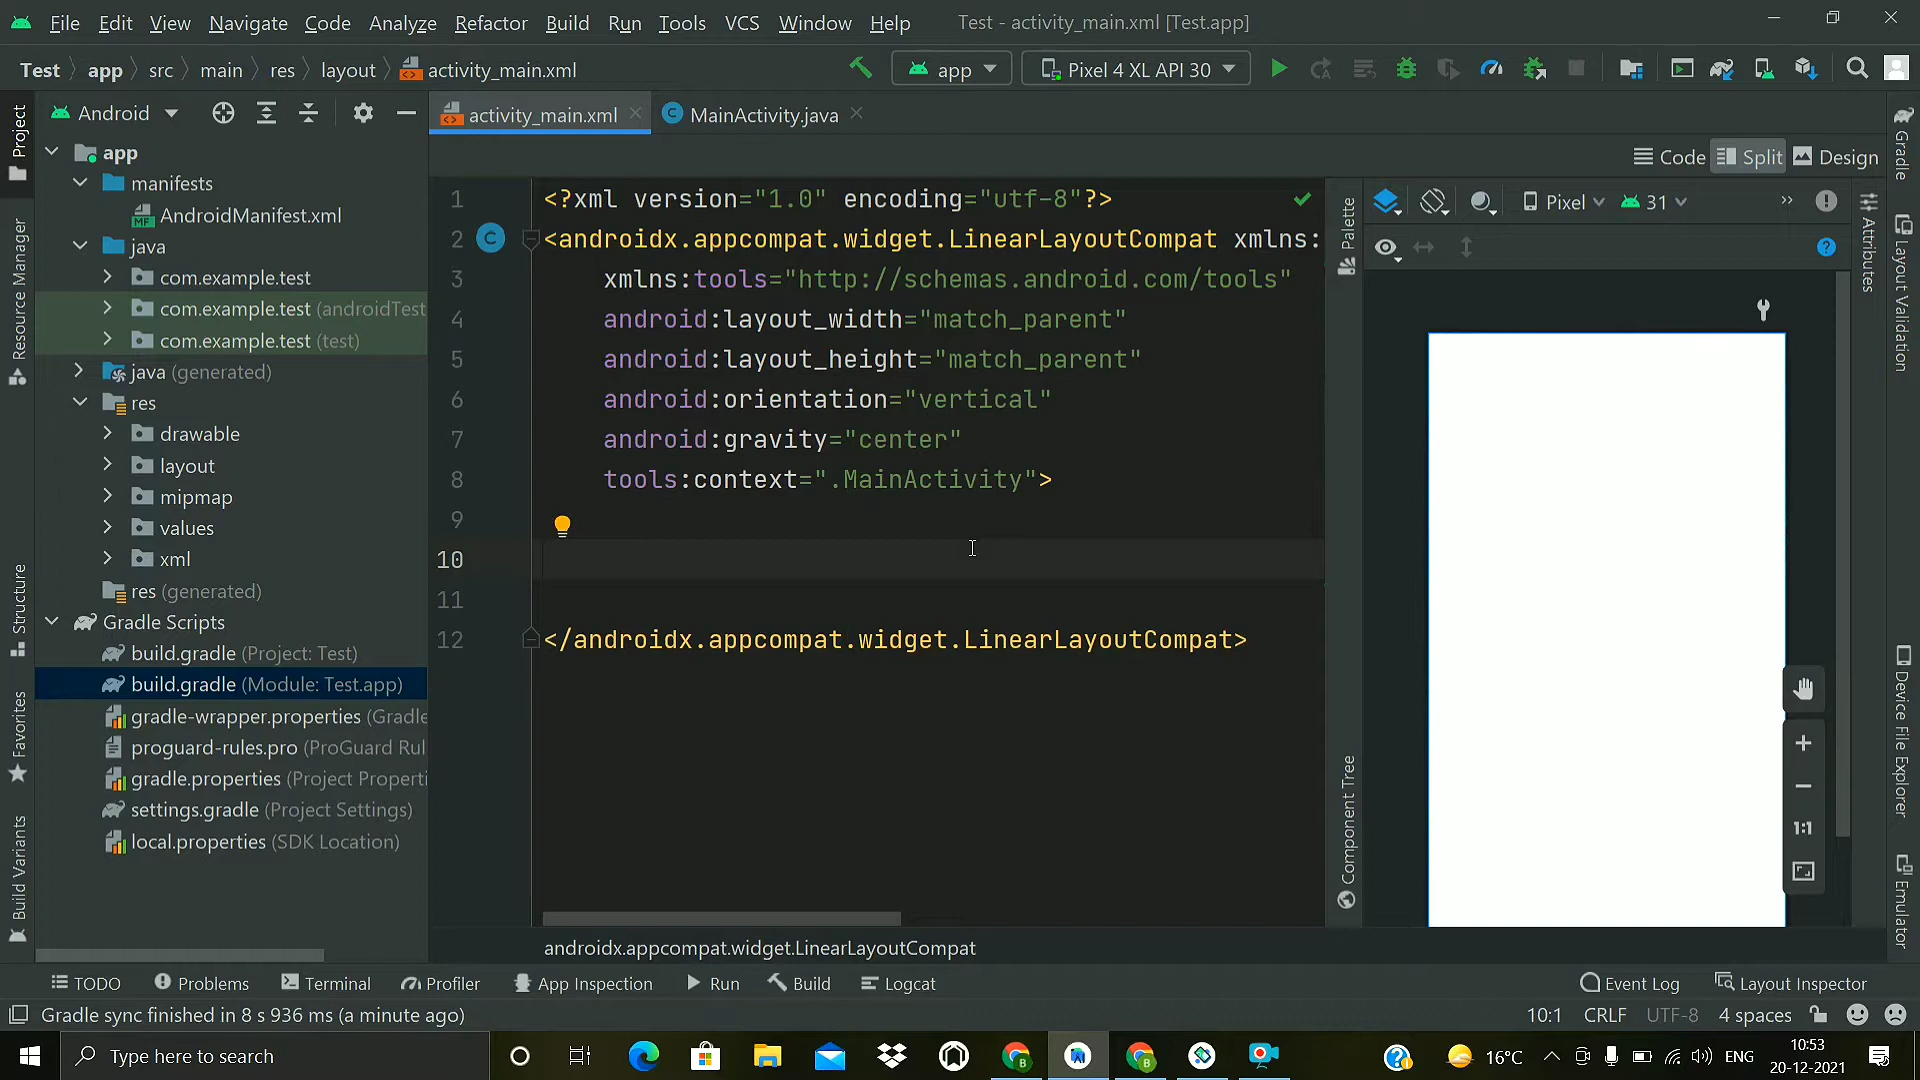 File Edit View Navigate Code Analyze Refactor Build Run Tools VCS Window Help Test - activity_main.xml [Test.app]
Test app src main res layout activity_main.xml app Pixel 4 XL API 30
Project
Android
activity_main.xml MainActivity.java
Gradle
app
Code Split Design
manifests
AndroidManifest.xml
java
com.example.test
com.example.test (androidTest
com.example.test (test)
java (generated)
res
drawable
layout
mipmap
values
xml
res (generated)
Gradle Scripts
build.gradle (Project: Test)
build.gradle (Module: Test.app)
gradle-wrapper.properties (Gradle
proguard-rules.pro (ProGuard Rul
gradle.properties (Project Properti
settings.gradle (Project Settings)
local.properties (SDK Location)
Resource Manager
Structure
Favorites
Build Variants
1 <?xml version="1.0" encoding="utf-8"?>
2 <androidx.appcompat.widget.LinearLayoutCompat xmlns:
3 xmlns:tools="http://schemas.android.com/tools"
4 android:layout_width="match_parent"
5 android:layout_height="match_parent"
6 android:orientation="vertical"
7 android:gravity="center"
8 tools:context=".MainActivity">
9
10
11
12 </androidx.appcompat.widget.LinearLayoutCompat>
Palette
Component Tree
Pixel 31
1:1
Attributes
Layout Validation
Device File Explorer
Emulator
androidx.appcompat.widget.LinearLayoutCompat
TODO Problems Terminal Profiler App Inspection Run Build Logcat Event Log Layout Inspector
Gradle sync finished in 8 s 936 ms (a minute ago) 10:1 CRLF UTF-8 4 spaces
Type here to search
16°C
ENG
10:53
20-12-2021